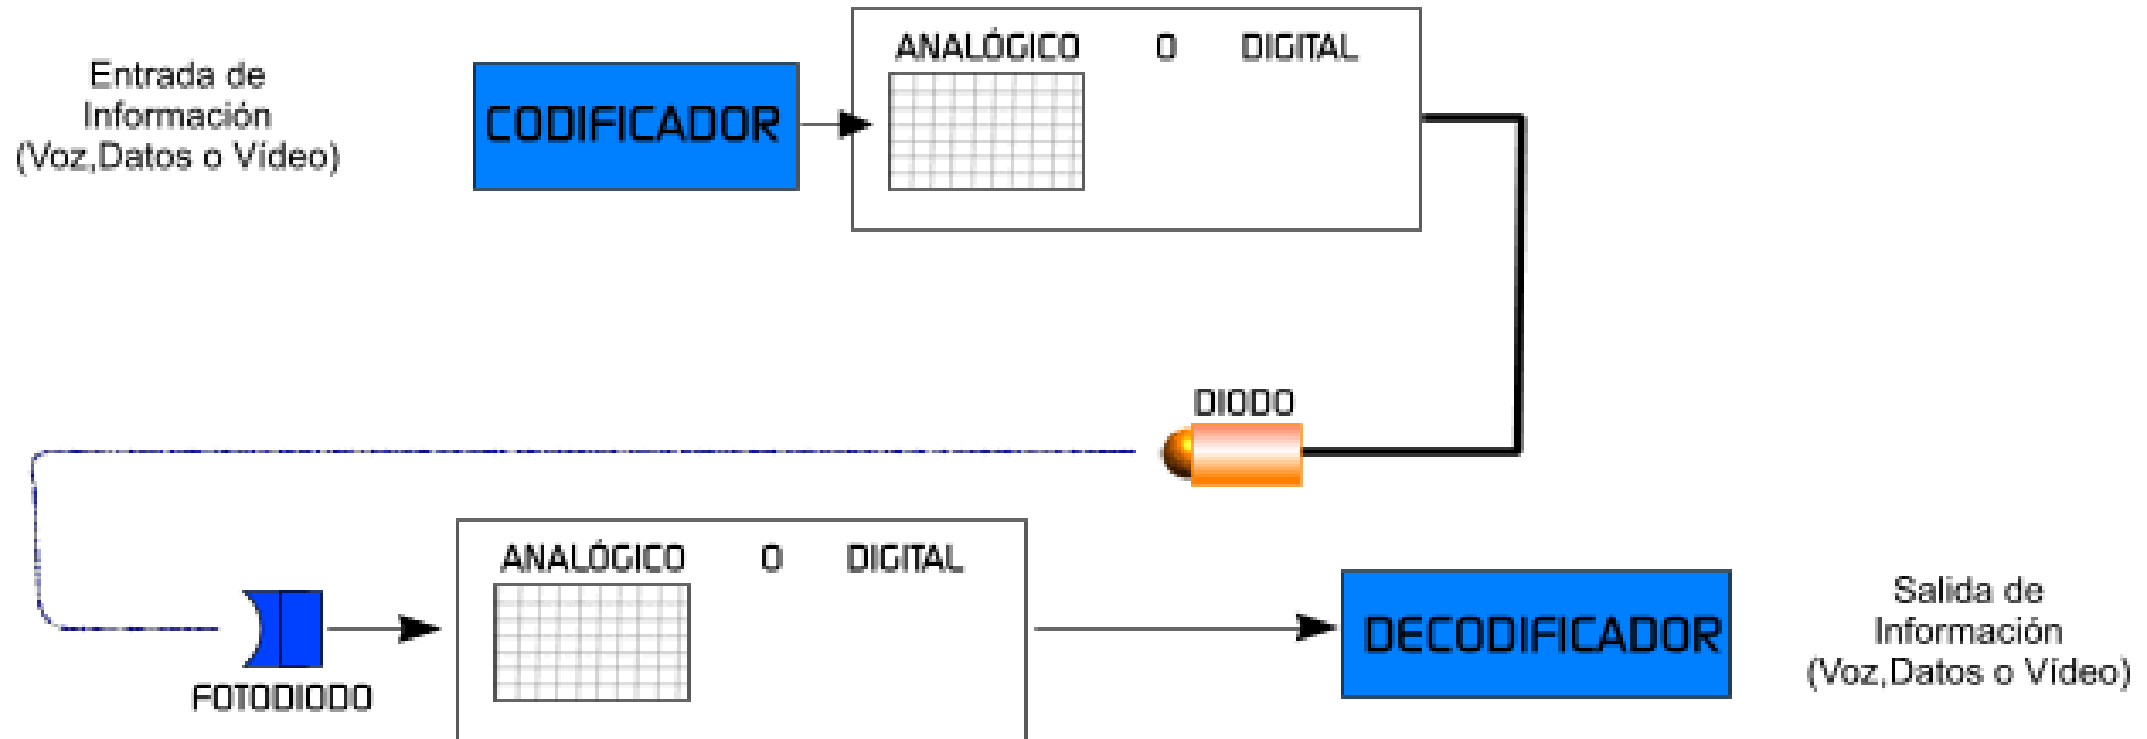 Entrada de
Información
(Voz,Datos o Vídeo)
CODIFICADOR
ANALÓGICO O DIGITAL
DIODO
FOTODIODO
ANALÓGICO O DIGITAL
DECODIFICADOR
Salida de
Información
(Voz,Datos o Vídeo)